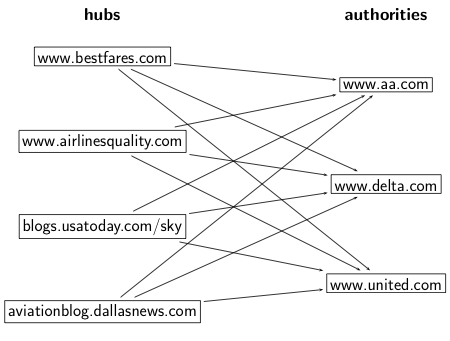 hubs
authorities
www.bestfares.com
www.aa.com
www.airlinesquality.com
www.delta.com
blogs.usatoday.com/sky
www.united.com
aviationblog.dallasnews.com